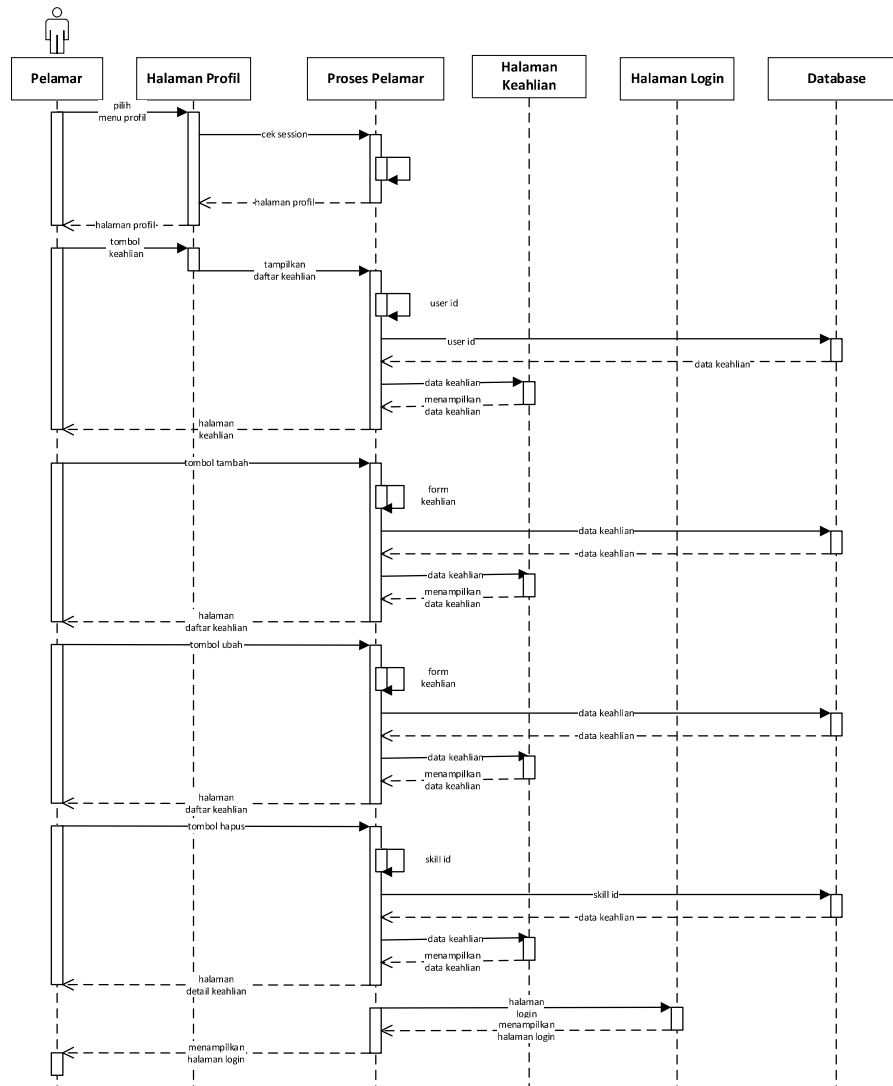 Pelamar
Halaman Profil
Proses Pelamar
Halaman
Keahlian
Halaman Login
Database
pilih
menu profil
cek session
halaman profil
halaman profil
tombol
keahlian
tampilkan
daftar keahlian
user id
user id
data keahlian
data keahlian
menampilkan
data keahlian
halaman
keahlian
tombol tambah
form
keahlian
data keahlian
data keahlian
data keahlian
menampilkan
data keahlian
halaman
daftar keahlian
tombol ubah
form
keahlian
data keahlian
data keahlian
data keahlian
menampilkan
data keahlian
halaman
daftar keahlian
tombol hapus
skill id
skill id
data keahlian
data keahlian
menampilkan
data keahlian
halaman
detail keahlian
halaman
login
menampilkan
halaman login
menampilkan
halaman login